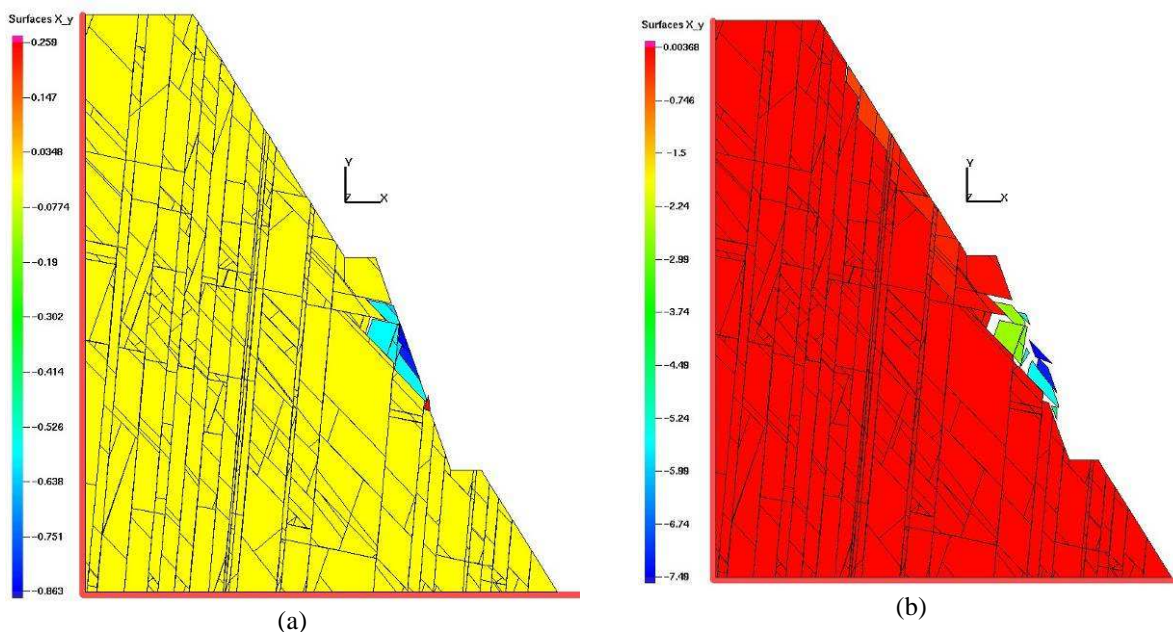 Surfaces X_y
0.259
0.147
0.0348
-0.0774
-0.19
-0.302
-0.414
-0.526
-0.638
-0.751
-0.863
Y
Z X
(a)
Surfaces X_y
0.00368
-0.746
-1.5
-2.24
-2.99
-3.74
-4.49
-5.24
-5.99
-6.74
-7.49
Y
Z X
(b)